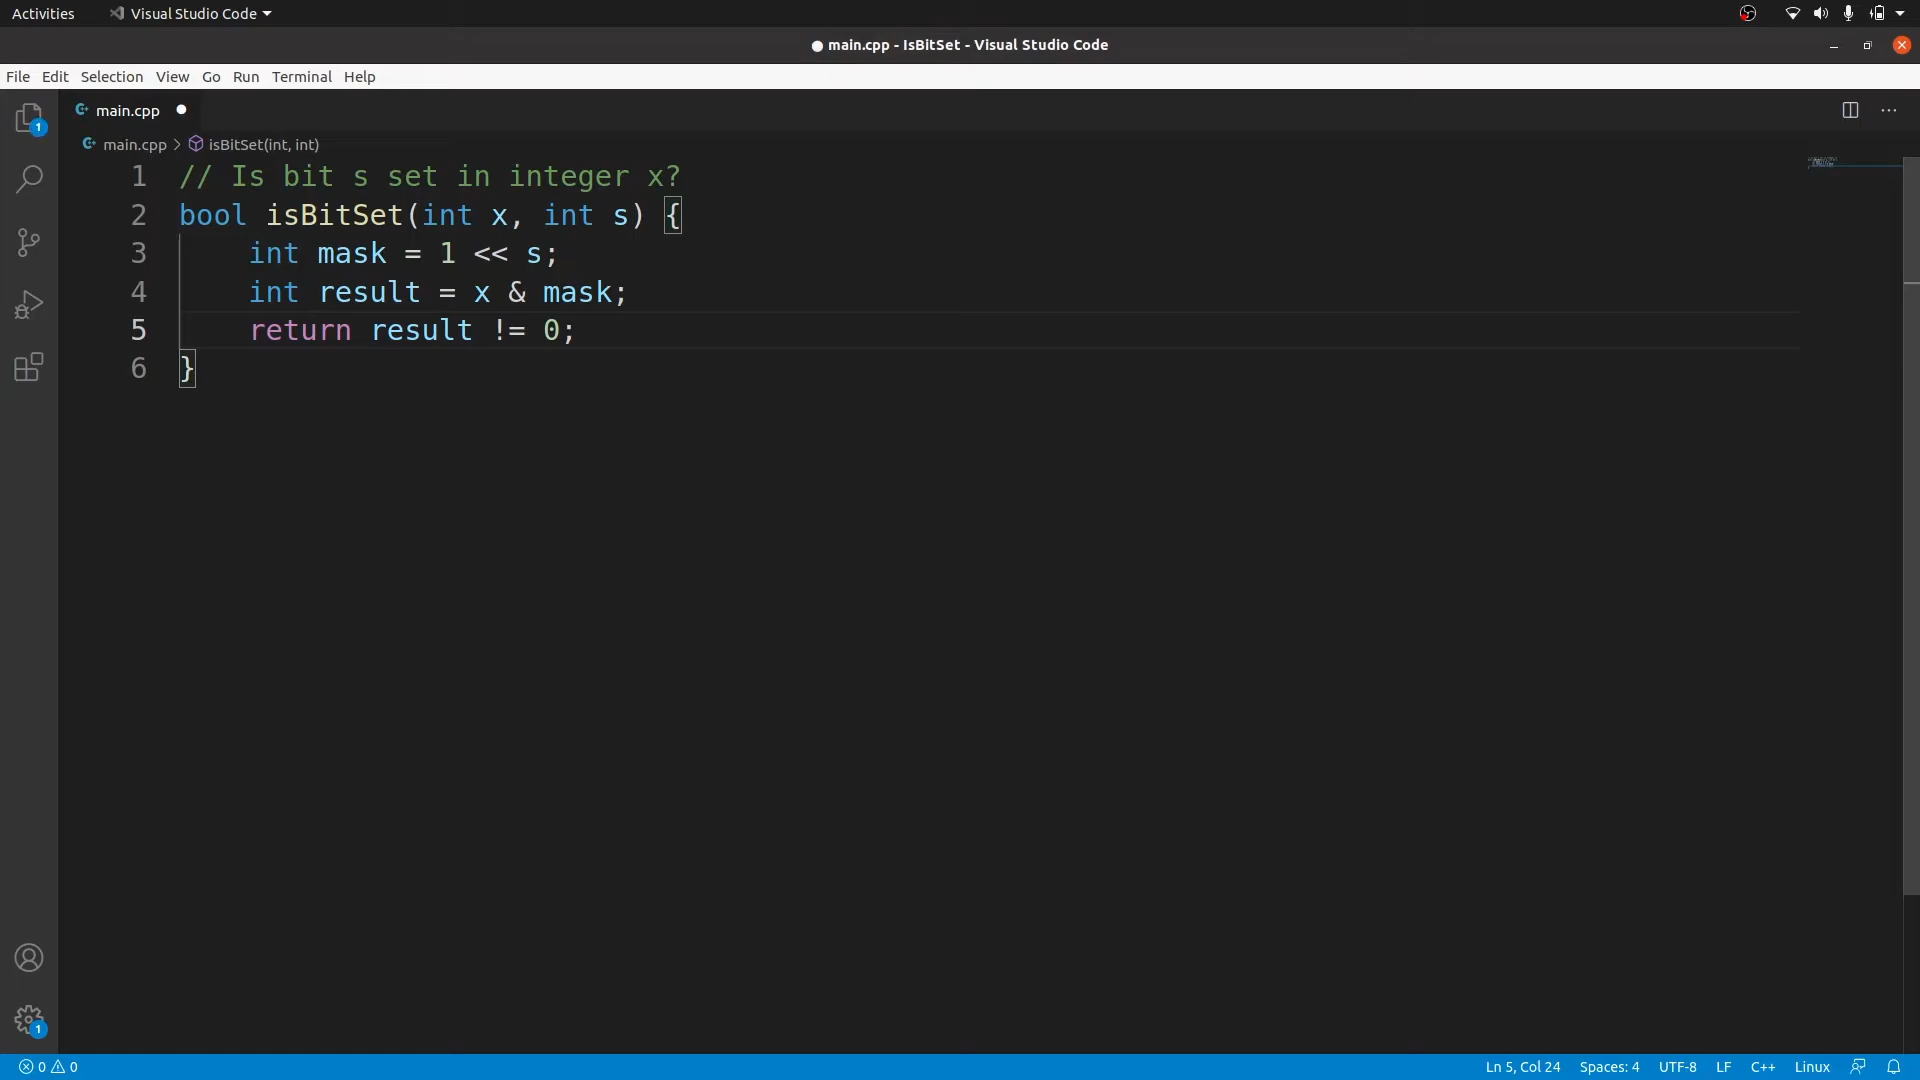 Activities Visual Studio Code
● main.cpp - IsBitSet - Visual Studio Code
File Edit Selection View Go Run Terminal Help
main.cpp ●
main.cpp > isBitSet(int, int)
1 // Is bit s set in integer x?
2 bool isBitSet(int x, int s) {
3     int mask = 1 << s;
4     int result = x & mask;
5     return result != 0;
6 }
1
1
0 0 Ln 5, Col 24 Spaces: 4 UTF-8 LF C++ Linux